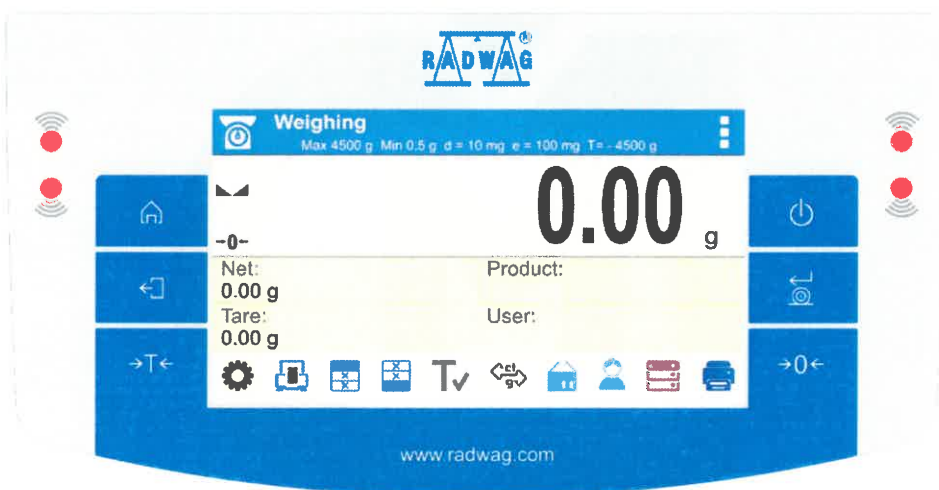 RADWAG®
Weighing
Max 4500 g Min 0.5 g d = 10 mg e = 100 mg T= - 4500 g
0.00 g
→0←
Net:
0.00 g
Product:
Tare:
0.00 g
User:
→T←
T
ct
g
→0←
www.radwag.com